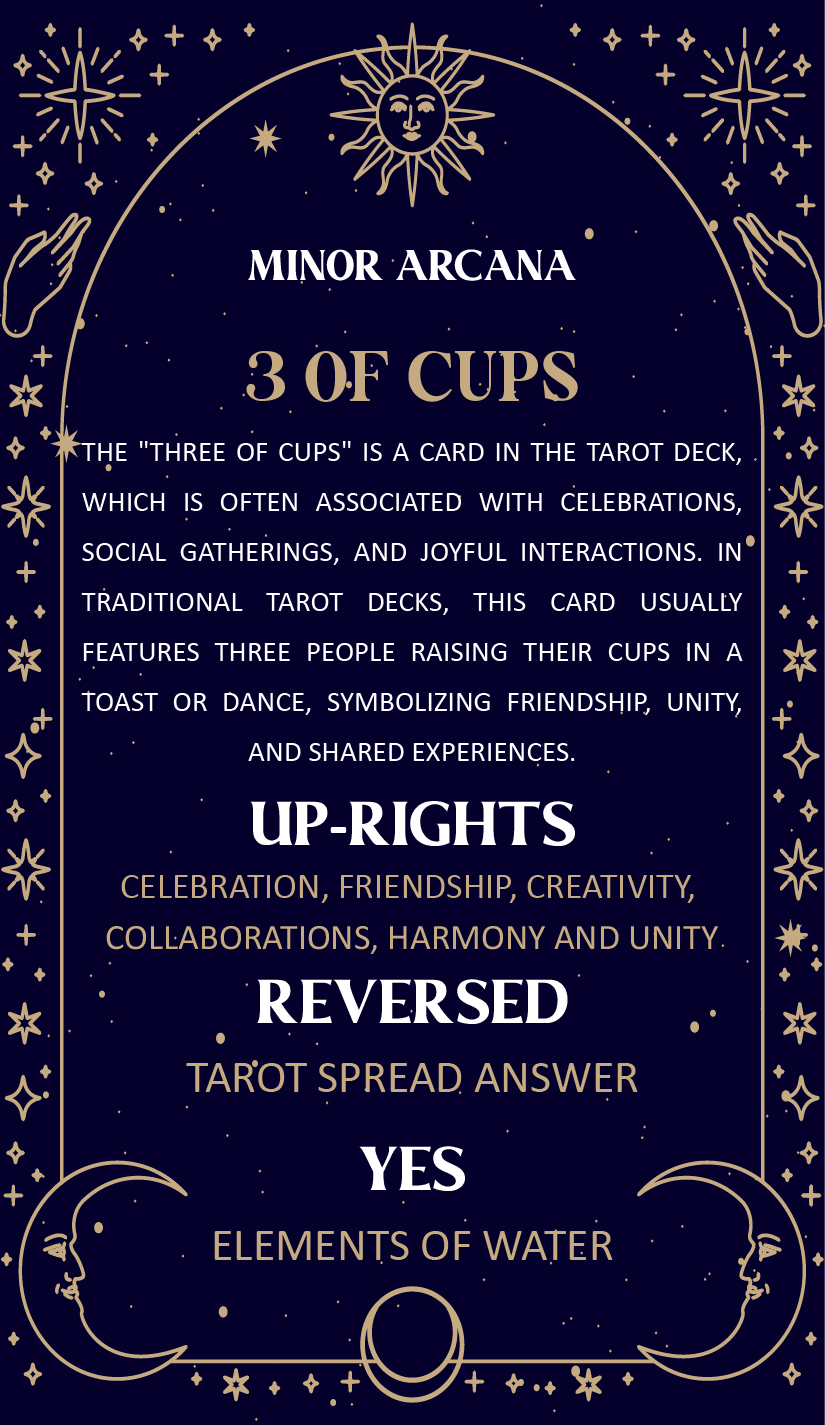 MINOR ARCANA
3 OF CUPS
THE "THREE OF CUPS" IS A CARD IN THE TAROT DECK,
WHICH IS OFTEN ASSOCIATED WITH CELEBRATIONS,
SOCIAL GATHERINGS, AND JOYFUL INTERACTIONS. IN
TRADITIONAL TAROT DECKS, THIS CARD USUALLY
FEATURES THREE PEOPLE RAISING THEIR CUPS IN A
TOAST OR DANCE, SYMBOLIZING FRIENDSHIP, UNITY,
AND SHARED EXPERIENCES.
UP-RIGHTS
CELEBRATION, FRIENDSHIP, CREATIVITY,
COLLABORATIONS, HARMONY AND UNITY
REVERSED
TAROT SPREAD ANSWER
YES
ELEMENTS OF WATER